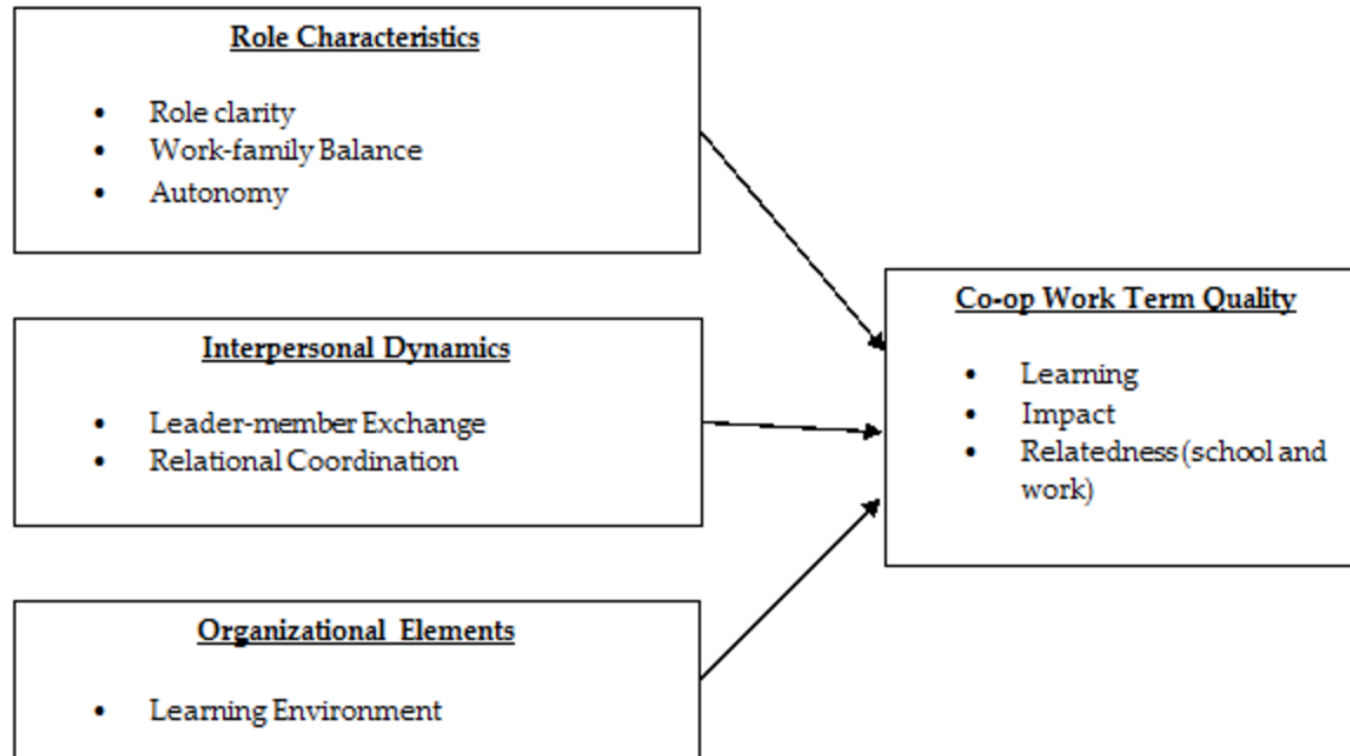 Role Characteristics
• Role clarity
• Work-family Balance
• Autonomy
Interpersonal Dynamics
• Leader-member Exchange
• Relational Coordination
Organizational Elements
• Learning Environment
Co-op Work Term Quality
• Learning
• Impact
• Relatedness (school and
work)